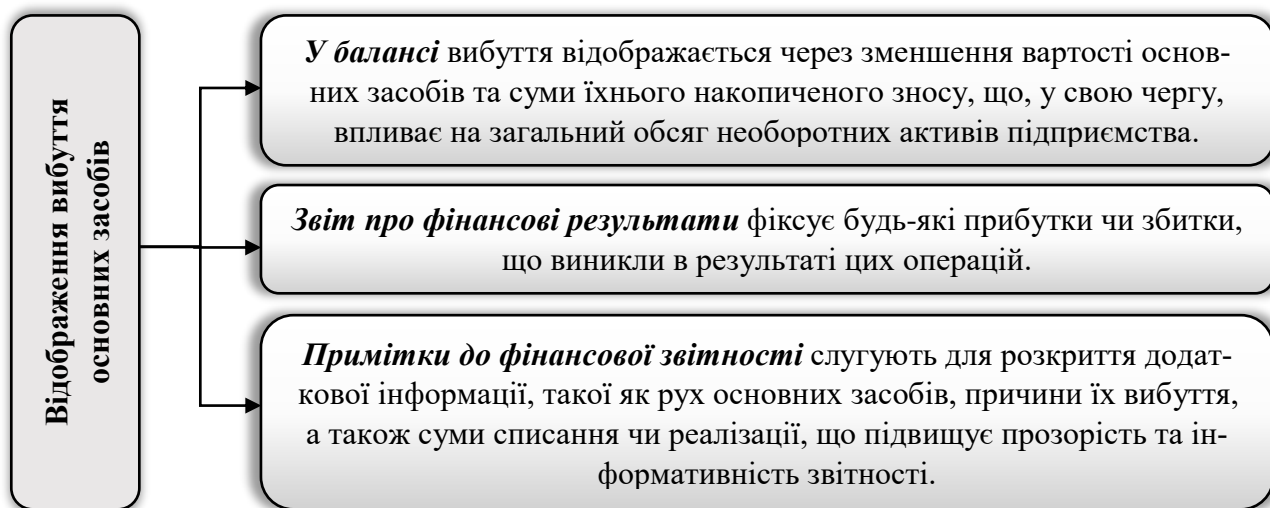 Відображення вибуття
основних засобів
У балансі вибуття відображається через зменшення вартості основ-
них засобів та суми їхнього накопиченого зносу, що, у свою чергу,
впливає на загальний обсяг необоротних активів підприємства.
Звіт про фінансові результати фіксує будь-які прибутки чи збитки,
що виникли в результаті цих операцій.
Примітки до фінансової звітності слугують для розкриття додат-
кової інформації, такої як рух основних засобів, причини їх вибуття,
а також суми списання чи реалізації, що підвищує прозорість та ін-
формативність звітності.